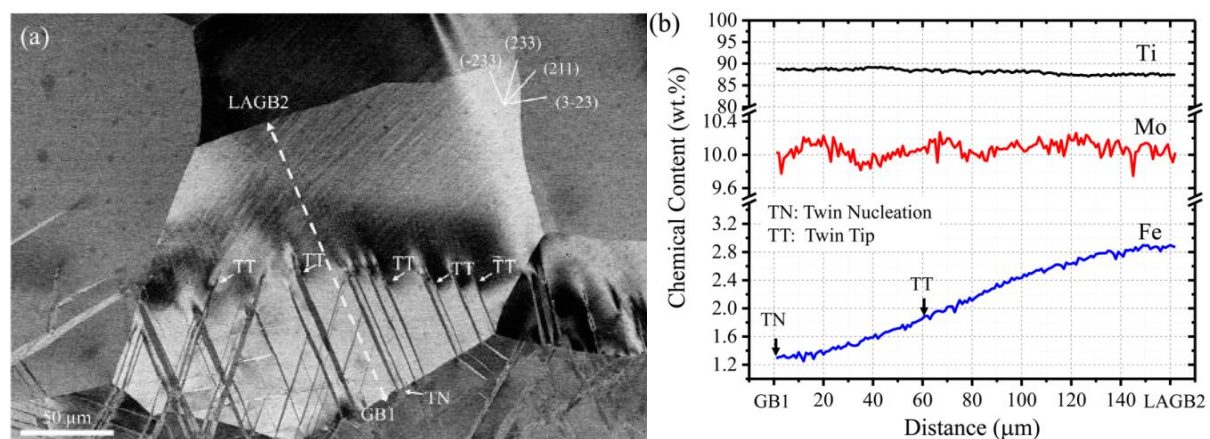 (a)
(233)
(-233)
(211)
(3-23)
LAGB2
TT
TT
TT
TT
TT
TN
GB1
50 μm
(b)
Chemical Content (wt.%)
100
95
90
85
80
10.4
10.0
9.6
2.8
2.4
2.0
1.6
1.2
Ti
Mo
Fe
TN: Twin Nucleation
TT: Twin Tip
TT
TN
GB1 20 40 60 80 100 120 140 LAGB2
Distance (μm)